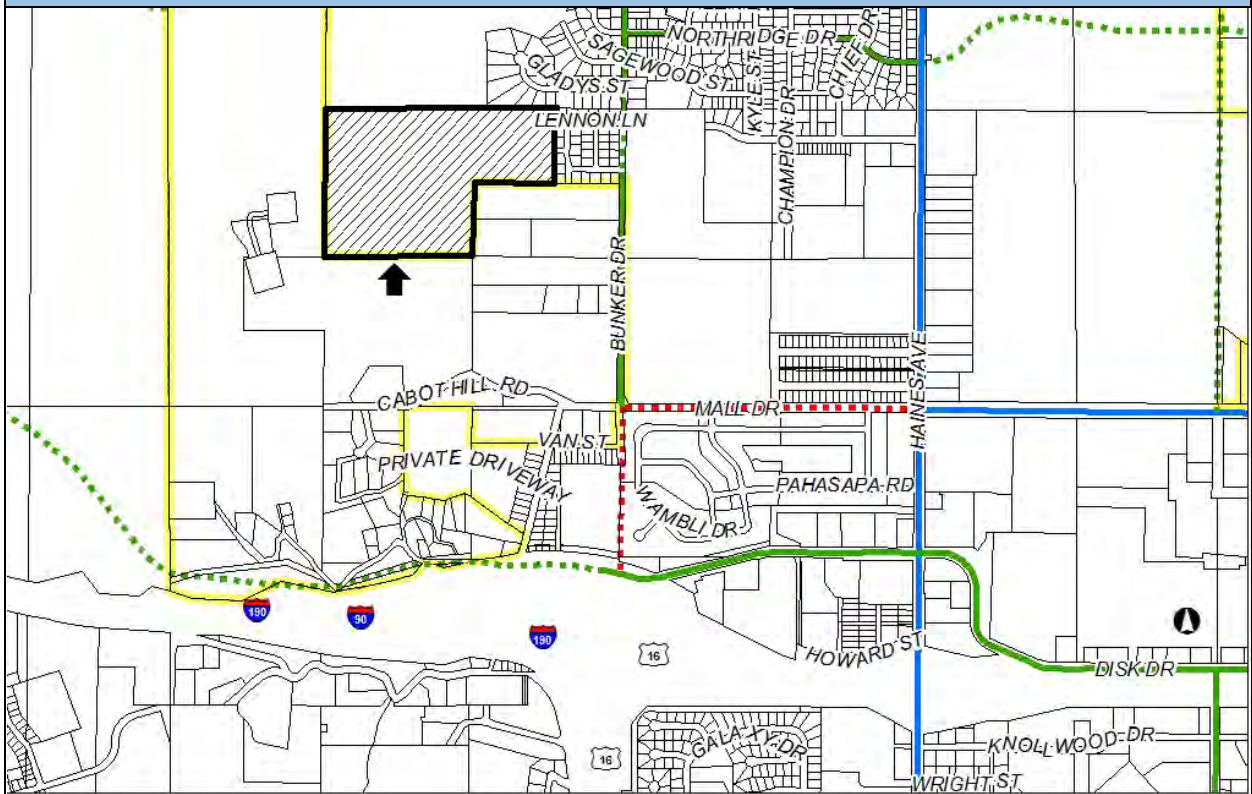 NORTHRIDGE DR
SAGEWOOD ST
GLADYS ST
KYLE ST
CHIEF DR
LENNON LN
CHAMPION DR
BUNKER DR
HAINES AVE
CABOT HILL RD
MALL DR
VAN ST
PRIVATE DRIVEWAY
PAHASAPA RD
WAMBLI DR
190
90
190
16
HOWARD ST
DISK DR
GALAXY DR
16
KNOLLWOOD DR
WRIGHT ST